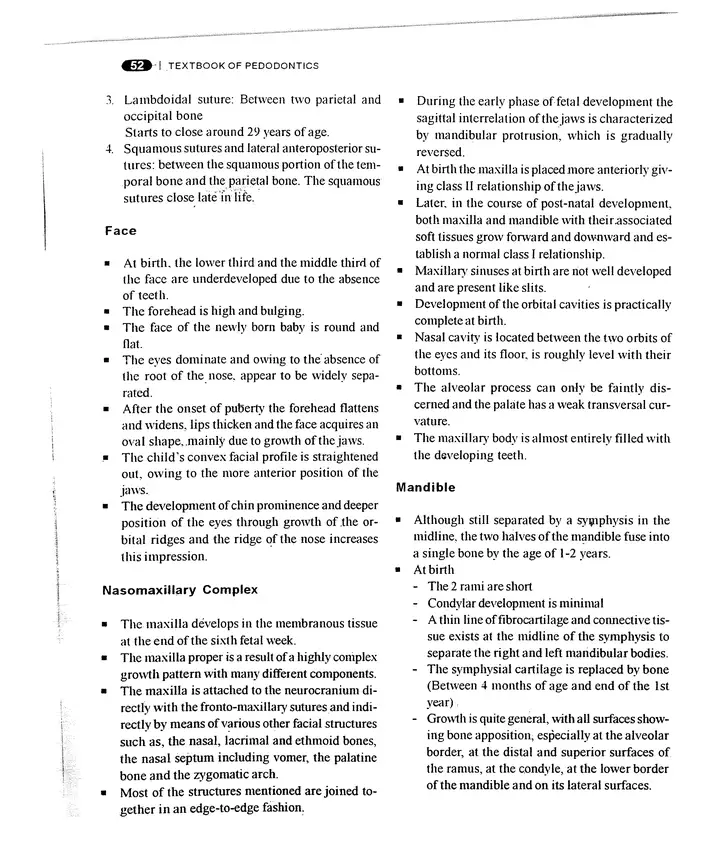 52 | TEXTBOOK OF PEDODONTICS
3. Lambdoidal suture: Between two parietal and
occipital bone
Starts to close around 29 years of age.
4. Squamous sutures and lateral anteroposterior su-
tures: between the squamous portion of the tem-
poral bone and the parietal bone. The squamous
sutures close late in life.
Face
▪ At birth, the lower third and the middle third of
the face are underdeveloped due to the absence
of teeth.
▪ The forehead is high and bulging.
▪ The face of the newly born baby is round and
flat.
▪ The eyes dominate and owing to the absence of
the root of the nose, appear to be widely sepa-
rated.
▪ After the onset of puberty the forehead flattens
and widens, lips thicken and the face acquires an
oval shape, mainly due to growth of the jaws.
▪ The child's convex facial profile is straightened
out, owing to the more anterior position of the
jaws.
▪ The development of chin prominence and deeper
position of the eyes through growth of the or-
bital ridges and the ridge of the nose increases
this impression.
Nasomaxillary Complex
▪ The maxilla develops in the membranous tissue
at the end of the sixth fetal week.
▪ The maxilla proper is a result of a highly complex
growth pattern with many different components.
▪ The maxilla is attached to the neurocranium di-
rectly with the fronto-maxillary sutures and indi-
rectly by means of various other facial structures
such as, the nasal, lacrimal and ethmoid bones,
the nasal septum including vomer, the palatine
bone and the zygomatic arch.
▪ Most of the structures mentioned are joined to-
gether in an edge-to-edge fashion.
▪ During the early phase of fetal development the
sagittal interrelation of the jaws is characterized
by mandibular protrusion, which is gradually
reversed.
▪ At birth the maxilla is placed more anteriorly giv-
ing class II relationship of the jaws.
▪ Later, in the course of post-natal development,
both maxilla and mandible with their associated
soft tissues grow forward and downward and es-
tablish a normal class I relationship.
▪ Maxillary sinuses at birth are not well developed
and are present like slits.
▪ Development of the orbital cavities is practically
complete at birth.
▪ Nasal cavity is located between the two orbits of
the eyes and its floor, is roughly level with their
bottoms.
▪ The alveolar process can only be faintly dis-
cerned and the palate has a weak transversal cur-
vature.
▪ The maxillary body is almost entirely filled with
the developing teeth.
Mandible
▪ Although still separated by a symphysis in the
midline, the two halves of the mandible fuse into
a single bone by the age of 1-2 years.
▪ At birth
- The 2 rami are short
- Condylar development is minimal
- A thin line of fibrocartilage and connective tis-
sue exists at the midline of the symphysis to
separate the right and left mandibular bodies.
- The symphysial cartilage is replaced by bone
(Between 4 months of age and end of the 1st
year)
- Growth is quite general, with all surfaces show-
ing bone apposition, especially at the alveolar
border, at the distal and superior surfaces of
the ramus, at the condyle, at the lower border
of the mandible and on its lateral surfaces.